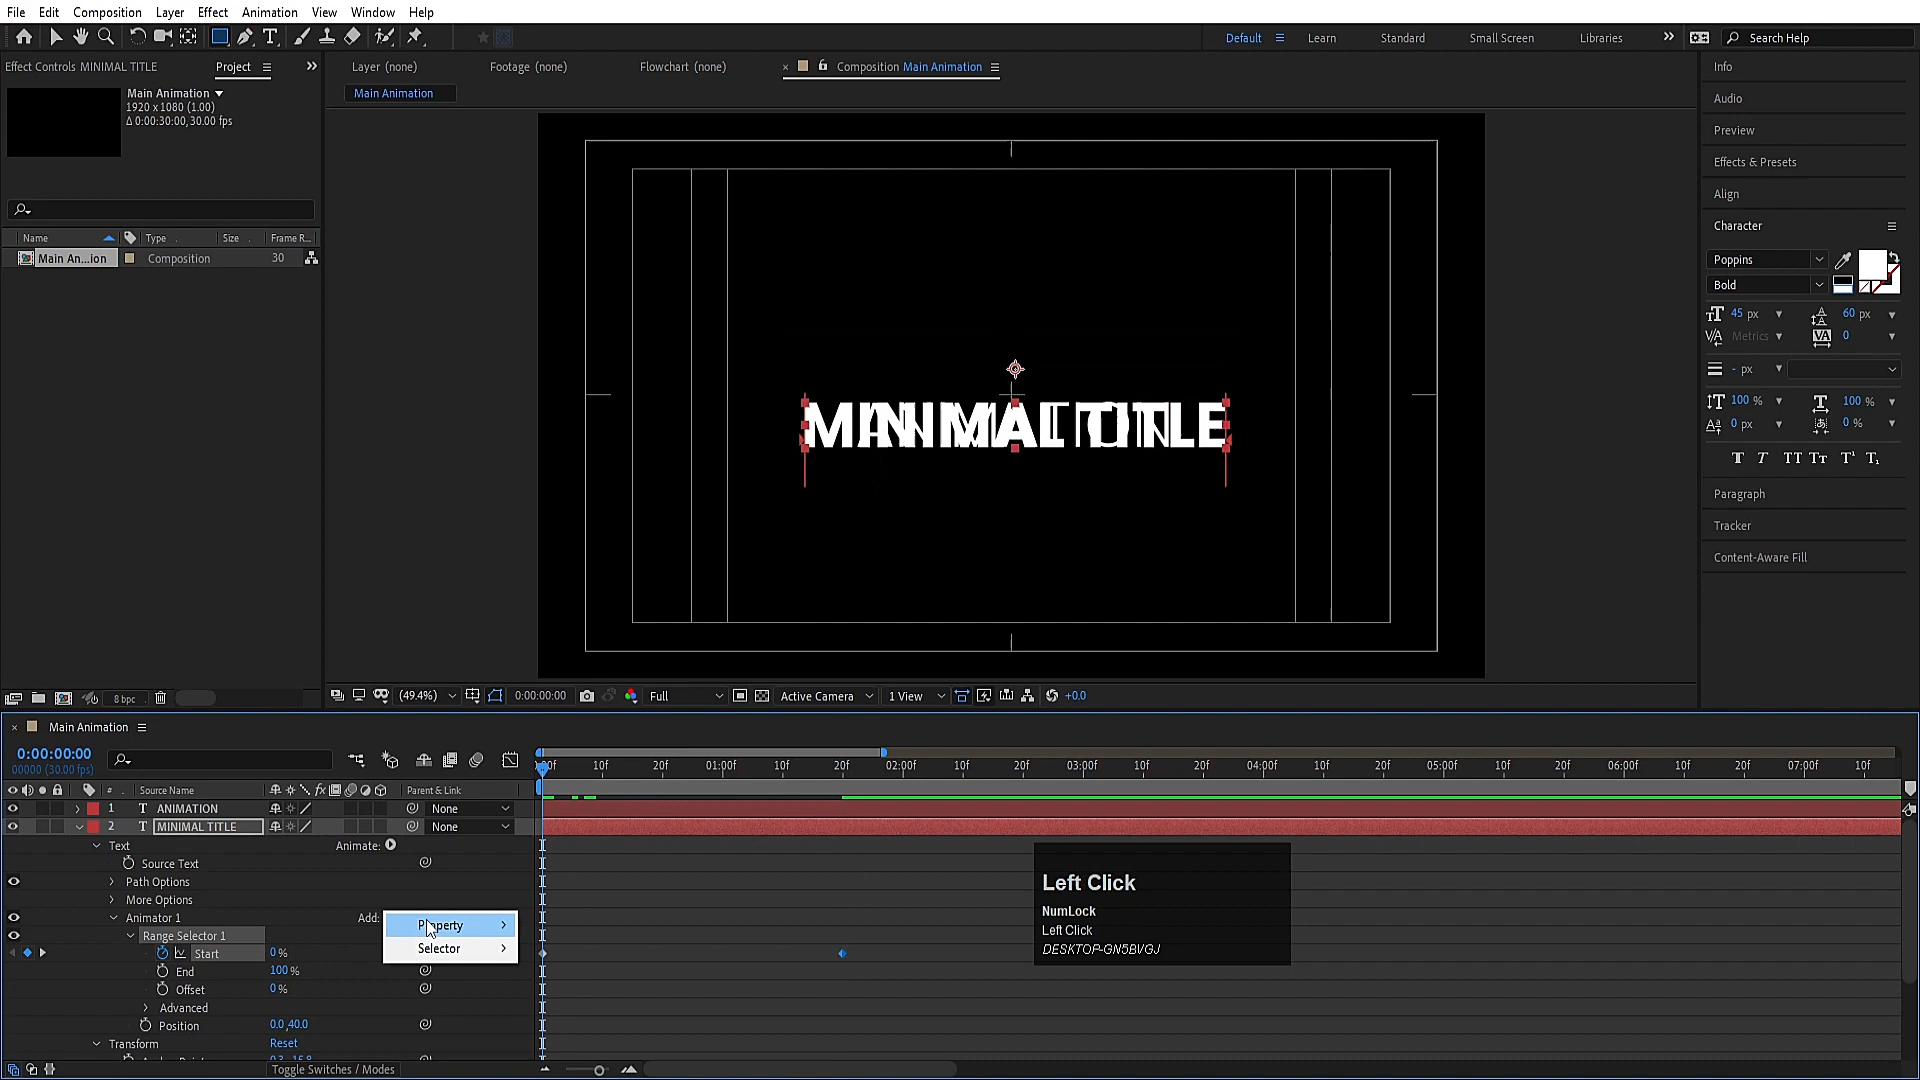 File Edit Composition Layer Effect Animation View Window Help
Default Learn Standard Small Screen Libraries Search Help
Effect Controls MINIMAL TITLE Project
Layer (none) Footage (none) Flowchart (none) Composition Main Animation
Main Animation
Main Animation
1920 x 1080 (1.00)
Δ 0:00:30:00, 30.00 fps
Name Type Size Frame R...
Main An...ion Composition 30
MINIMAL TITLE
Info
Audio
Preview
Effects & Presets
Align
Character
Poppins
Bold
45 px 60 px
Metrics 0
- px
100 % 100 %
0 px 0 %
Paragraph
Tracker
Content-Aware Fill
8 bpc
(49.4%) 0:00:00:00 Full Active Camera 1 View +0.0
Main Animation
0:00:00:00
00000 (30.00 fps)
# Source Name Parent & Link
10f 20f 01:00f 10f 20f 02:00f 10f 20f 03:00f 10f 20f 04:00f 10f 20f 05:00f 10f 20f 06:00f 10f 20f 07:00f 10f
1 T ANIMATION None
2 T MINIMAL TITLE None
Text Animate:
Source Text
Path Options
More Options
Animator 1 Add:
Property
Selector
Range Selector 1
Start 0 %
End 100 %
Offset 0 %
Advanced
Position 0.0,40.0
Transform Reset
Toggle Switches / Modes
Left Click
NumLock
Left Click
DESKTOP-GN5BVGJ